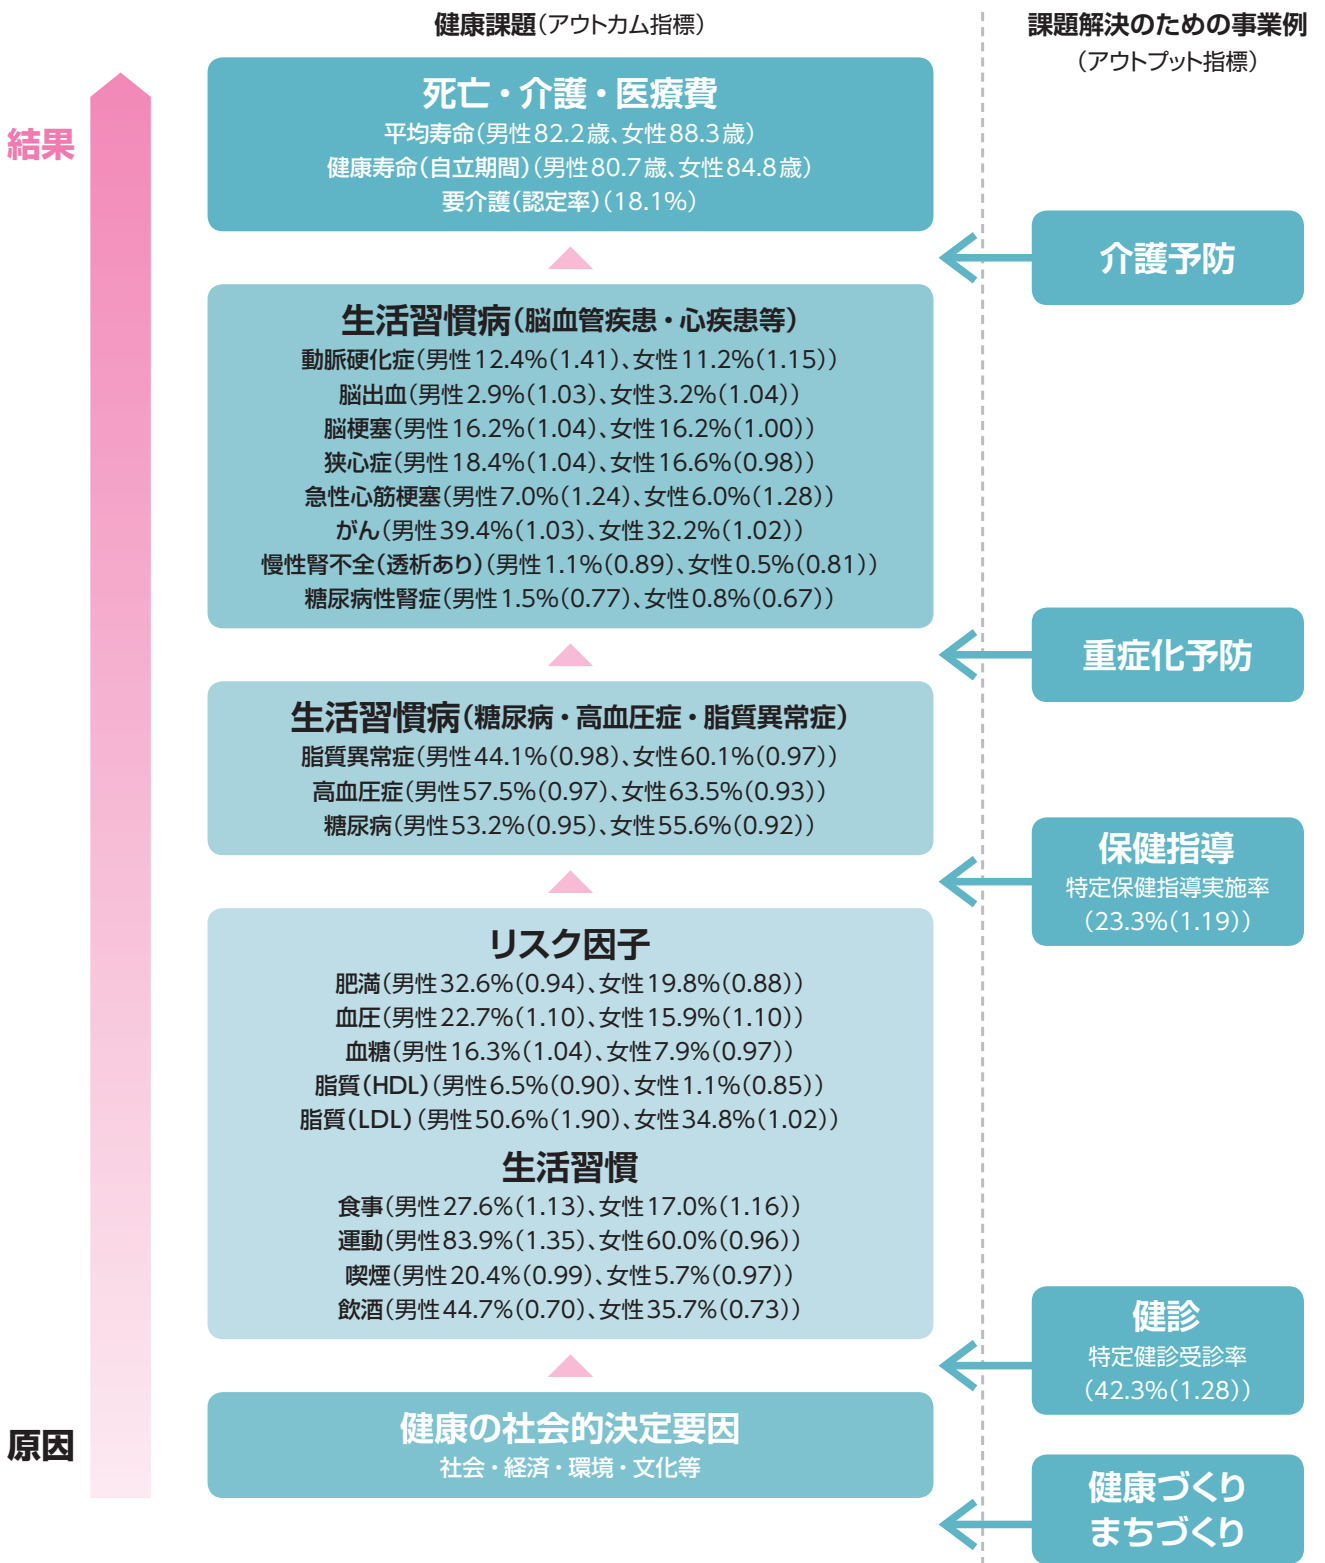 健康課題(アウトカム指標)
課題解決のための事業例
(アウトプット指標)
結果
死亡・介護・医療費
平均寿命(男性82.2歳、女性88.3歳)
健康寿命(自立期間)(男性80.7歳、女性84.8歳)
要介護(認定率)(18.1%)
介護予防
生活習慣病(脳血管疾患・心疾患等)
動脈硬化症(男性12.4%(1.41)、女性11.2%(1.15))
脳出血(男性2.9%(1.03)、女性3.2%(1.04))
脳梗塞(男性16.2%(1.04)、女性16.2%(1.00))
狭心症(男性18.4%(1.04)、女性16.6%(0.98))
急性心筋梗塞(男性7.0%(1.24)、女性6.0%(1.28))
がん(男性39.4%(1.03)、女性32.2%(1.02))
慢性腎不全(透析あり)(男性1.1%(0.89)、女性0.5%(0.81))
糖尿病性腎症(男性1.5%(0.77)、女性0.8%(0.67))
重症化予防
生活習慣病(糖尿病・高血圧症・脂質異常症)
脂質異常症(男性44.1%(0.98)、女性60.1%(0.97))
高血圧症(男性57.5%(0.97)、女性63.5%(0.93))
糖尿病(男性53.2%(0.95)、女性55.6%(0.92))
保健指導
特定保健指導実施率
(23.3%(1.19))
リスク因子
肥満(男性32.6%(0.94)、女性19.8%(0.88))
血圧(男性22.7%(1.10)、女性15.9%(1.10))
血糖(男性16.3%(1.04)、女性7.9%(0.97))
脂質(HDL)(男性6.5%(0.90)、女性1.1%(0.85))
脂質(LDL)(男性50.6%(1.90)、女性34.8%(1.02))
生活習慣
食事(男性27.6%(1.13)、女性17.0%(1.16))
運動(男性83.9%(1.35)、女性60.0%(0.96))
喫煙(男性20.4%(0.99)、女性5.7%(0.97))
飲酒(男性44.7%(0.70)、女性35.7%(0.73))
健診
特定健診受診率
(42.3%(1.28))
原因
健康の社会的決定要因
社会・経済・環境・文化等
健康づくり
まちづくり